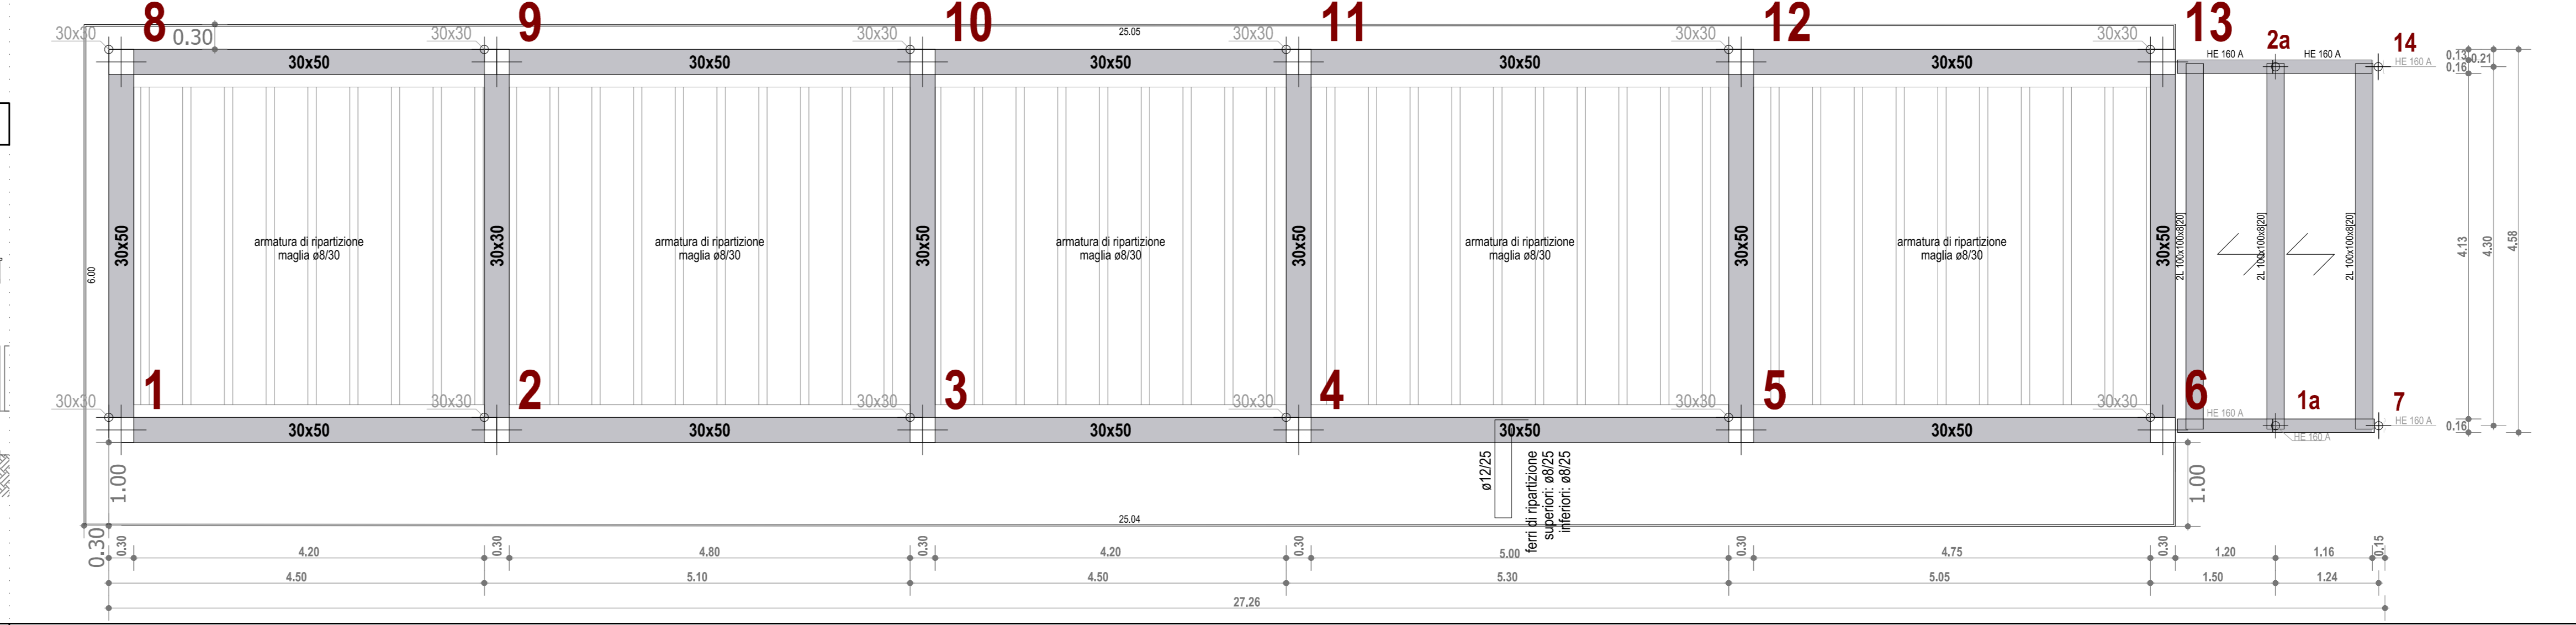 8
9
10
11
12
13
2a
14
30x30
0.30
30x30
30x30
25.05
30x30
30x30
30x30
HE 160 A
HE 160 A
HE 160 A
0.13
0.21
0.16
30x50
30x50
30x50
30x50
30x50
6.00
30x50
30x30
30x50
30x50
30x50
30x50
armatura di ripartizione
maglia ø8/30
armatura di ripartizione
maglia ø8/30
armatura di ripartizione
maglia ø8/30
armatura di ripartizione
maglia ø8/30
armatura di ripartizione
maglia ø8/30
2L 100x100x8[20]
2L 100x100x8[20]
2L 100x100x8[20]
4.13
4.30
4.58
1
2
3
4
5
6
1a
7
30x30
30x30
30x30
30x30
30x30
30x30
HE 160 A
HE 160 A
HE 160 A
0.16
30x50
30x50
30x50
30x50
30x50
1.00
ø12/25
ferri di ripartizione
superiori: ø8/25
inferiori: ø8/25
1.00
25.04
0.30
0.30
4.20
0.30
4.80
0.30
4.20
0.30
5.00
0.30
4.75
0.30
1.20
1.16
0.15
4.50
5.10
4.50
5.30
5.05
1.50
1.24
27.26